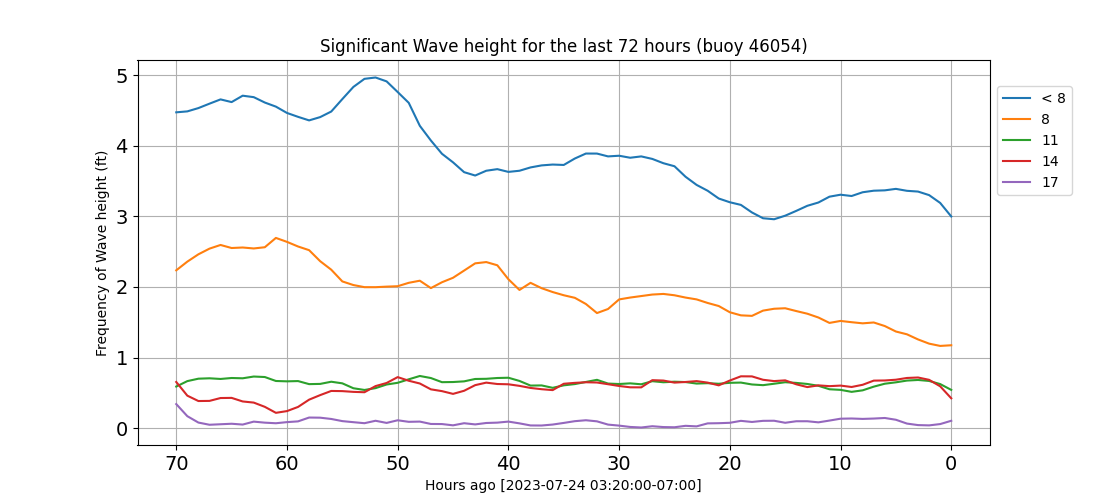 Significant Wave height for the last 72 hours (buoy 46054)
Frequency of Wave height (ft)
5
4
3
2
1
0
70 60 50 40 30 20 10 0
Hours ago [2023-07-24 03:20:00-07:00]
< 8
8
11
14
17